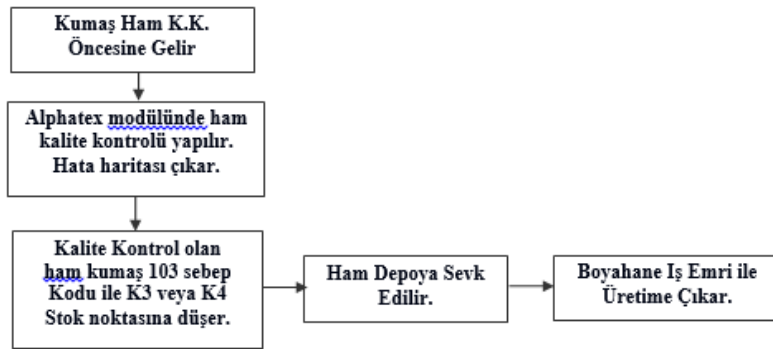 Kumaş Ham K.K.
Öncesine Gelir
Alphatex modülünde ham
kalite kontrolü yapılır.
Hata haritası çıkar.
Kalite Kontrol olan
ham kumaş 103 sebep
Kodu ile K3 veya K4
Stok noktasına düşer.
Ham Depoya Sevk
Edilir.
Boyahane İş Emri ile
Üretime Çıkar.